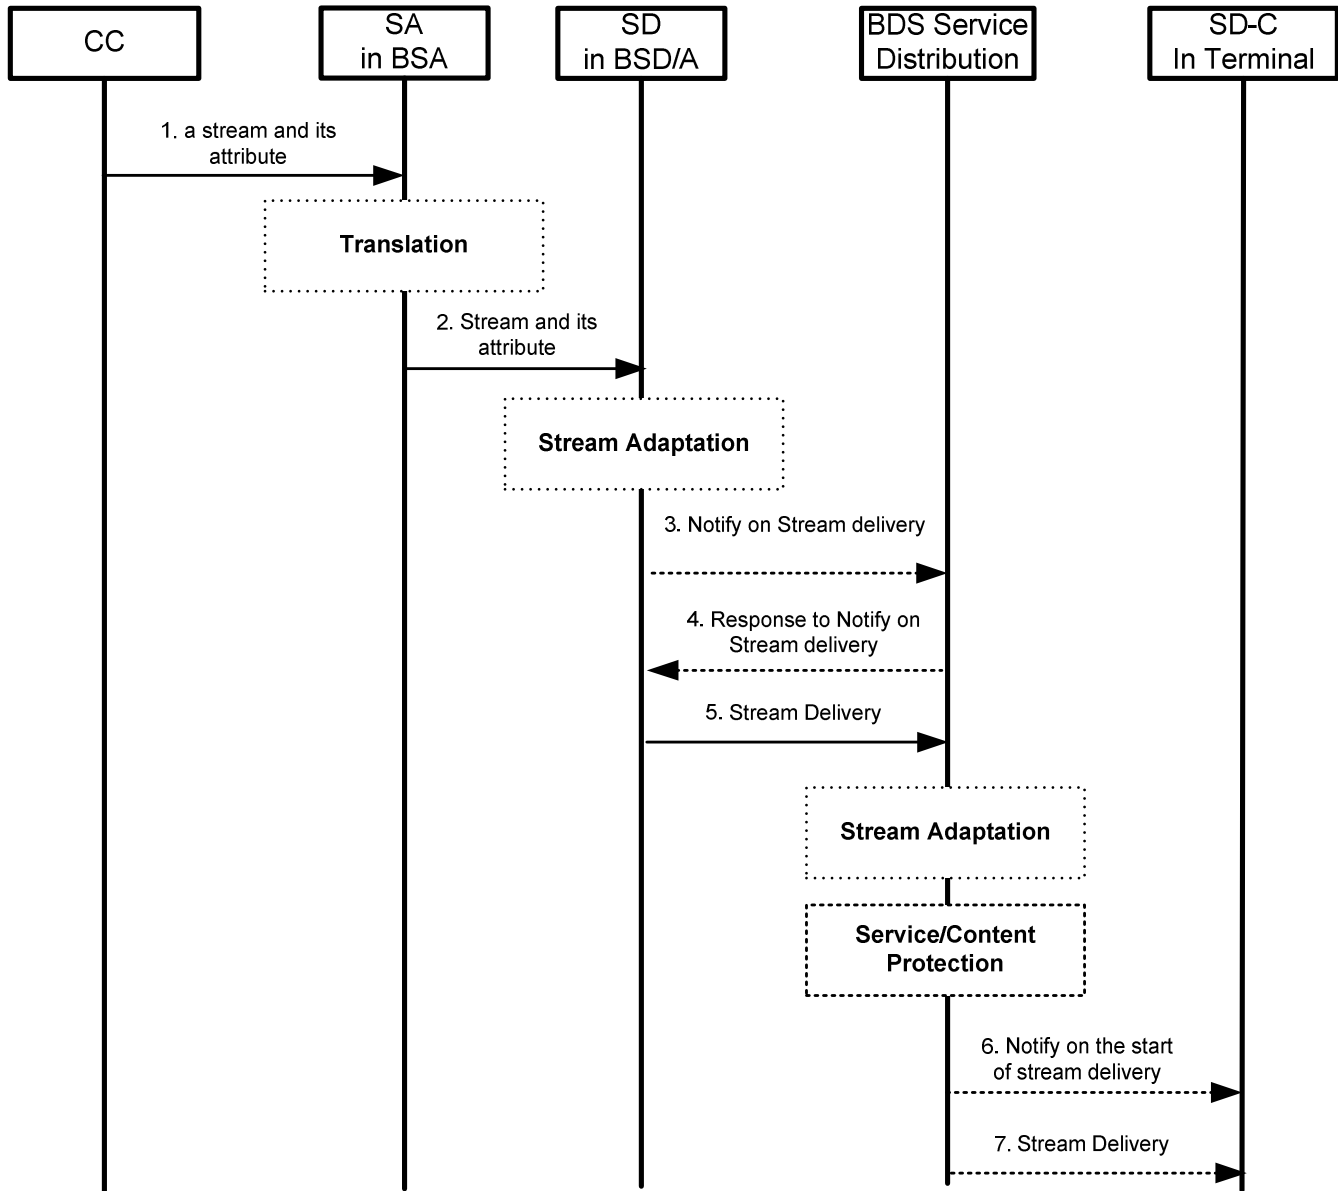 CC
SA
in BSA
SD
in BSD/A
BDS Service
Distribution
SD-C
In Terminal
1. a stream and its
attribute
Translation
2. Stream and its
attribute
Stream Adaptation
3. Notify on Stream delivery
4. Response to Notify on
Stream delivery
5. Stream Delivery
Stream Adaptation
Service/Content
Protection
6. Notify on the start
of stream delivery
7. Stream Delivery